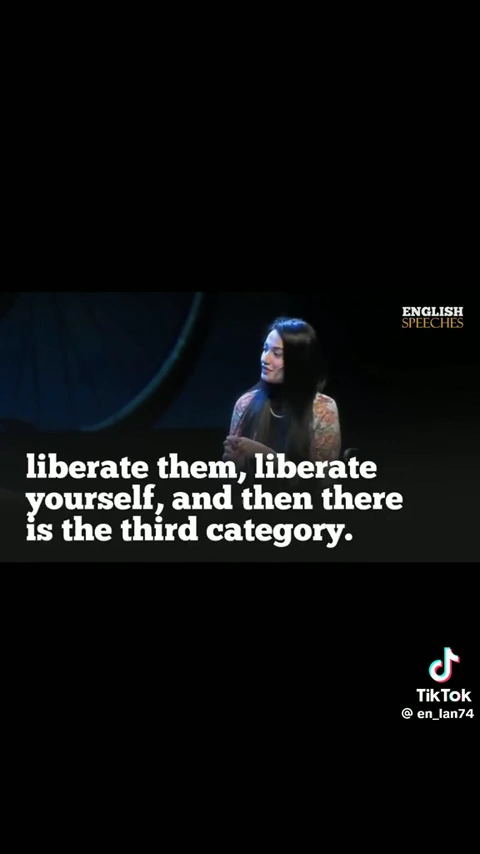 ENGLISH
SPEECHES
liberate them, liberate
yourself, and then there
is the third category.
TikTok
@ en_lan74